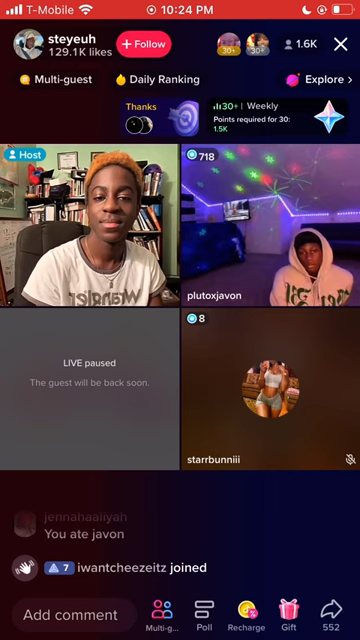 T-Mobile
10:24 PM
steyeuh
129.1K likes
+ Follow
30+
30+
1.6K
Multi-guest
Daily Ranking
Explore >
Thanks
30+ | Weekly
Points required for 30:
1.5K
Host
718
Wrangler
plutoxjavon
LIVE paused
The guest will be back soon.
8
starrbunniii
jennahaaliyah
You ate javon
7 iwantcheezeitz joined
Add comment
Multi-g...
Poll
Recharge
Gift
552